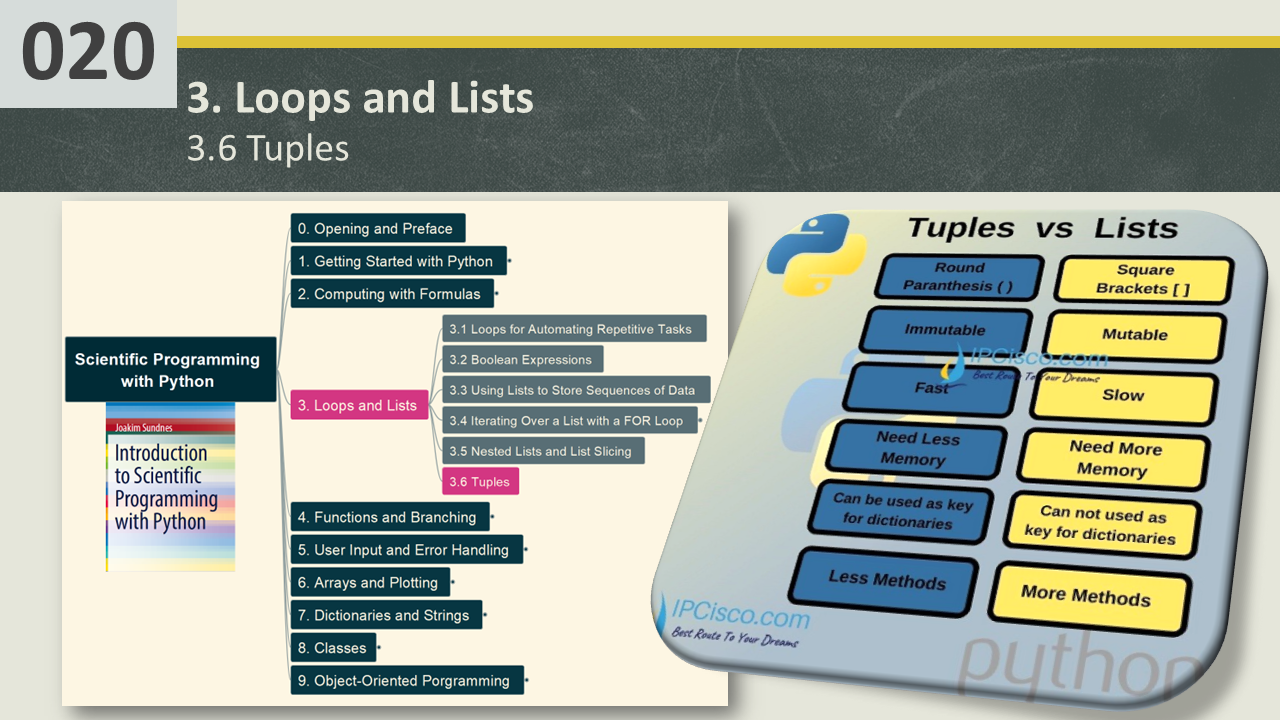 020
3. Loops and Lists
3.6 Tuples
Scientific Programming
with Python
Joakim Sundnes
Introduction
to Scientific
Programming
with Python
0. Opening and Preface
1. Getting Started with Python
2. Computing with Formulas
3. Loops and Lists
3.1 Loops for Automating Repetitive Tasks
3.2 Boolean Expressions
3.3 Using Lists to Store Sequences of Data
3.4 Iterating Over a List with a FOR Loop
3.5 Nested Lists and List Slicing
3.6 Tuples
4. Functions and Branching
5. User Input and Error Handling
6. Arrays and Plotting
7. Dictionaries and Strings
8. Classes
9. Object-Oriented Porgramming
Tuples vs Lists
Round
Paranthesis ( )
Square
Brackets [ ]
Immutable
Mutable
IPCisco.com
Best Route To Your Dreams
Fast
Slow
Need Less
Memory
Need More
Memory
Can be used as key
for dictionaries
Can not used as
key for dictionaries
Less Methods
More Methods
IPCisco.com
Best Route To Your Dreams
python